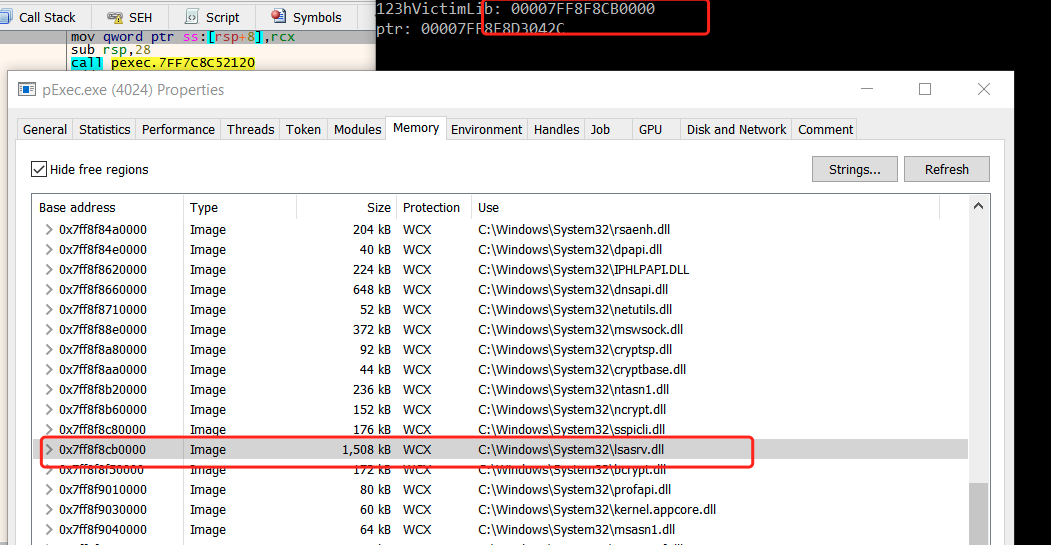 Call Stack SEH Script Symbols
123hVictimLib: 00007FF8F8CB0000
mov qword ptr ss:[rsp+8],rcx
ptr: 00007FF8F8D3042C
sub rsp,28
call pexec.7FF7C8C52120
pExec.exe (4024) Properties
General Statistics Performance Threads Token Modules Memory Environment Handles Job GPU Disk and Network Comment
Hide free regions Strings... Refresh
Base address Type Size Protection Use
0x7ff8f84a0000 Image 204 kB WCX C:\Windows\System32\rsaenh.dll
0x7ff8f84e0000 Image 40 kB WCX C:\Windows\System32\dpapi.dll
0x7ff8f8620000 Image 224 kB WCX C:\Windows\System32\IPHLPAPI.DLL
0x7ff8f8660000 Image 648 kB WCX C:\Windows\System32\dnsapi.dll
0x7ff8f8710000 Image 52 kB WCX C:\Windows\System32\netutils.dll
0x7ff8f88e0000 Image 372 kB WCX C:\Windows\System32\mswsock.dll
0x7ff8f8a80000 Image 92 kB WCX C:\Windows\System32\cryptsp.dll
0x7ff8f8aa0000 Image 44 kB WCX C:\Windows\System32\cryptbase.dll
0x7ff8f8b20000 Image 236 kB WCX C:\Windows\System32\ntasn1.dll
0x7ff8f8b60000 Image 152 kB WCX C:\Windows\System32\ncrypt.dll
0x7ff8f8c80000 Image 176 kB WCX C:\Windows\System32\sspicli.dll
0x7ff8f8cb0000 Image 1,508 kB WCX C:\Windows\System32\lsasrv.dll
0x7ff8f8f50000 Image 172 kB WCX C:\Windows\System32\bcrypt.dll
0x7ff8f9010000 Image 80 kB WCX C:\Windows\System32\profapi.dll
0x7ff8f9030000 Image 60 kB WCX C:\Windows\System32\kernel.appcore.dll
0x7ff8f9040000 Image 64 kB WCX C:\Windows\System32\msasn1.dll